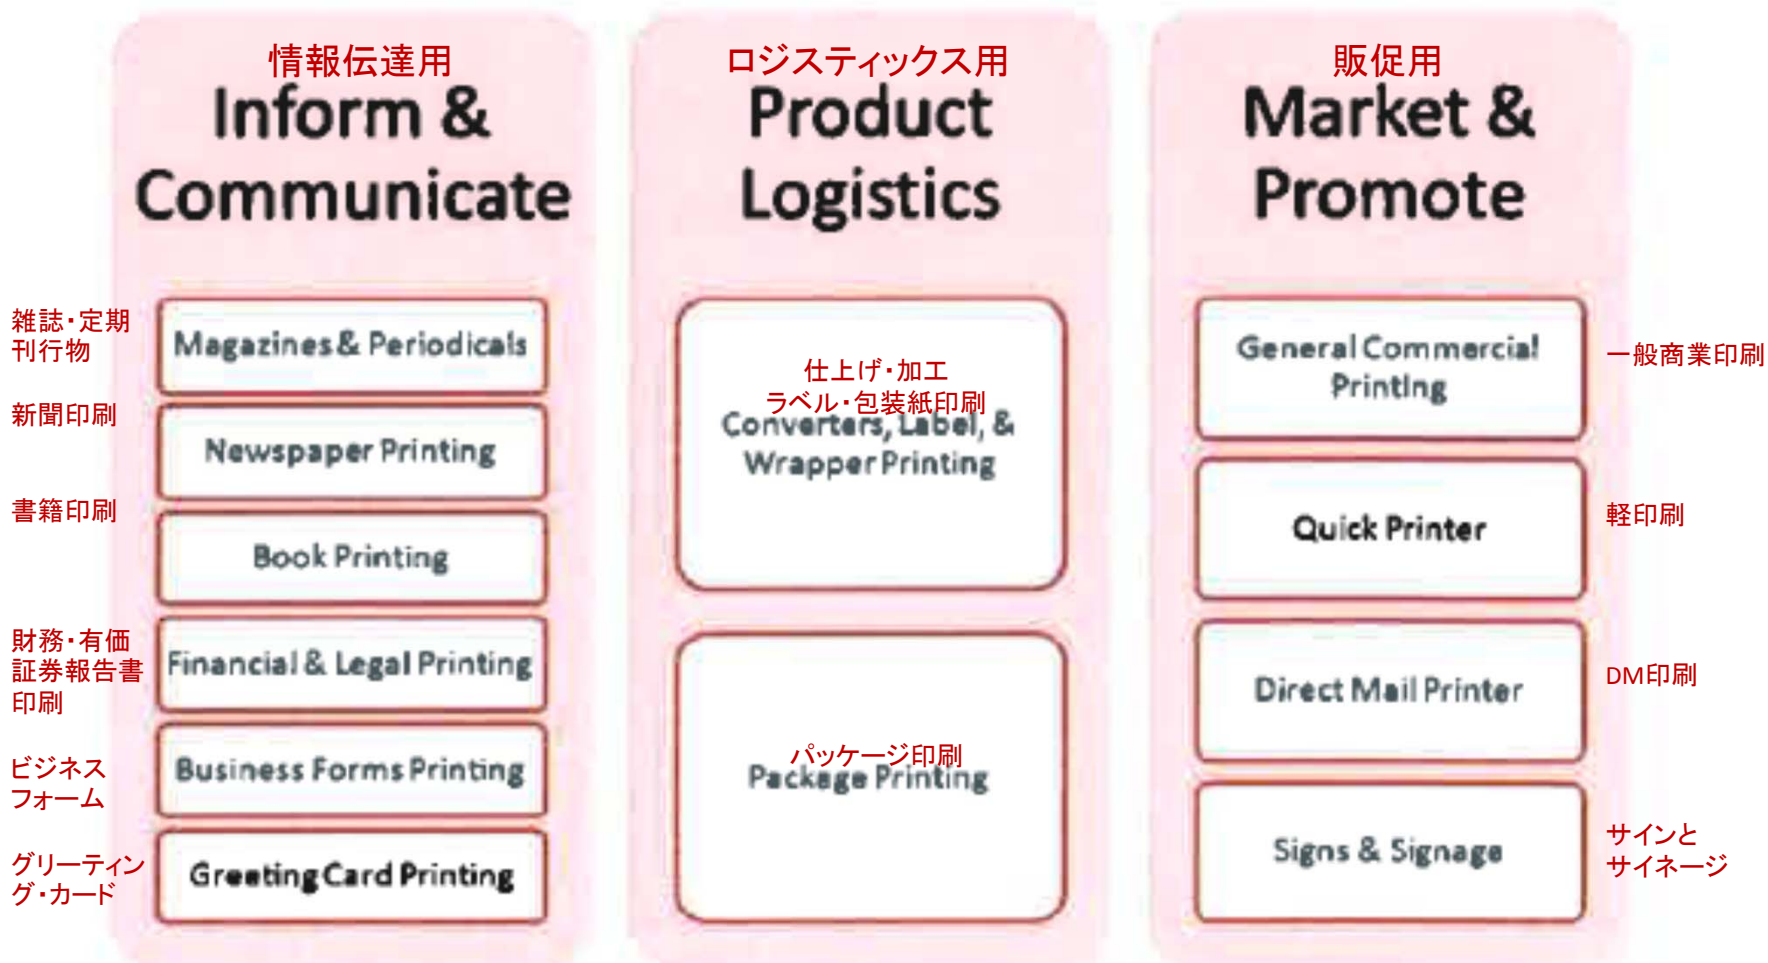 情報伝達用
Inform &
Communicate
雑誌・定期
刊行物
Magazines & Periodicals
新聞印刷
Newspaper Printing
書籍印刷
Book Printing
財務・有価
証券報告書
印刷
Financial & Legal Printing
ビジネス
フォーム
Business Forms Printing
グリーティン
グ・カード
Greeting Card Printing
ロジスティックス用
Product
Logistics
仕上げ・加工
ラベル・包装紙印刷
Converters, Label, &
Wrapper Printing
パッケージ印刷
Package Printing
販促用
Market &
Promote
General Commercial
Printing
一般商業印刷
Quick Printer
軽印刷
Direct Mail Printer
DM印刷
Signs & Signage
サインと
サイネージ